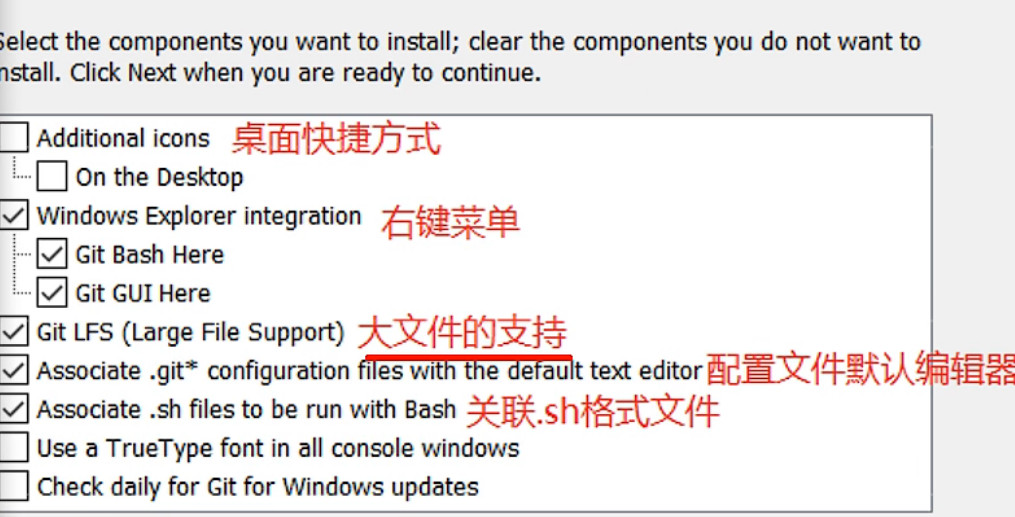 Select the components you want to install; clear the components you do not want to
install. Click Next when you are ready to continue.
Additional icons 桌面快捷方式
On the Desktop
Windows Explorer integration 右键菜单
Git Bash Here
Git GUI Here
Git LFS (Large File Support) 大文件的支持
Associate .git* configuration files with the default text editor 配置文件默认编辑器
Associate .sh files to be run with Bash 关联.sh格式文件
Use a TrueType font in all console windows
Check daily for Git for Windows updates